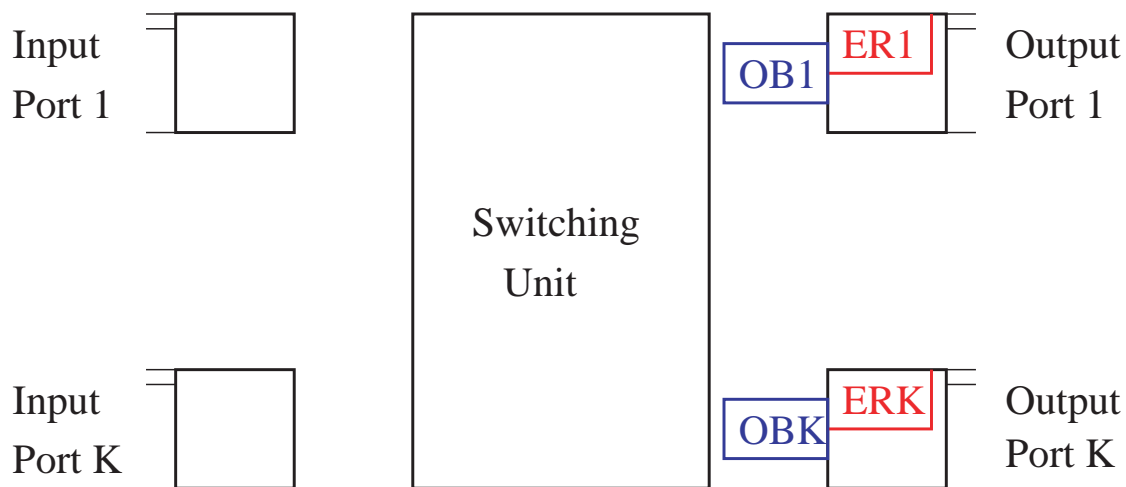 Input
Port 1
OB1
ER1
Output
Port 1
Switching
Unit
Input
Port K
OBK
ERK
Output
Port K